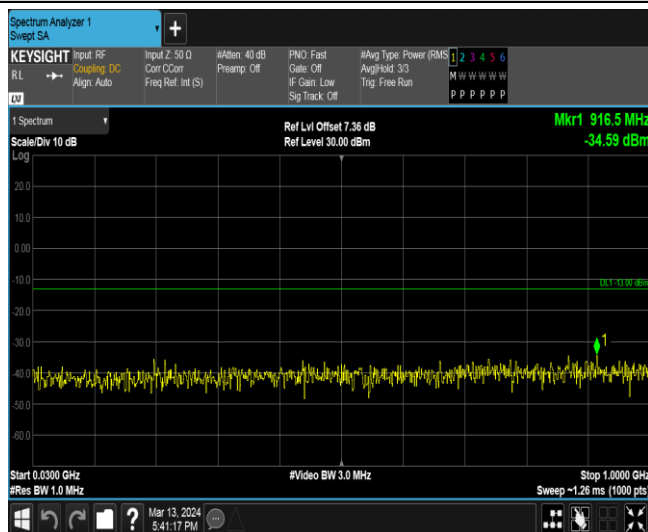 Spectrum Analyzer 1
Swept SA
+
KEYSIGHT
RL
LXI
Input: RF
Coupling: DC
Align: Auto
Input Z: 50 Ω
Corr CCorr
Freq Ref: Int (S)
#Atten: 40 dB
Preamp: Off
PNO: Fast
Gate: Off
IF Gain: Low
Sig Track: Off
#Avg Type: Power (RMS
Avg|Hold: 3/3
Trig: Free Run
1 2 3 4 5 6
M W W W W W
P P P P P P
1 Spectrum
Scale/Div 10 dB
Log
Ref Lvl Offset 7.36 dB
Ref Level 30.00 dBm
Mkr1 916.5 MHz
-34.59 dBm
20.0
10.0
0.00
-10.0
DL1 -13.00 dBm
-20.0
-30.0
1
-40.0
-50.0
-60.0
Start 0.0300 GHz
#Res BW 1.0 MHz
#Video BW 3.0 MHz
Stop 1.0000 GHz
Sweep ~1.26 ms (1000 pts)
?
Mar 13, 2024
5:41:17 PM